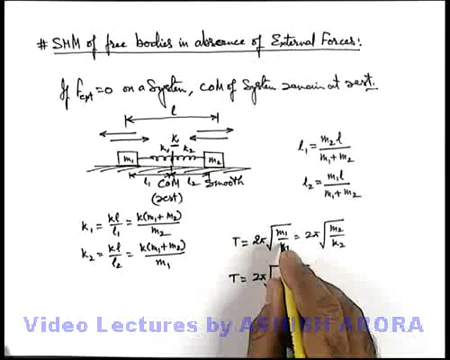 # SHM of free bodies in absence of External Forces:
If Fext = 0 on a System, COM of System remain at rest.
l
k
k1 k2
m1 m2
l1 COM l2 Smooth
(rest)
l1 = m2l / (m1+m2)
l2 = m1l / (m1+m2)
k1 = kl/l1 = k(m1+m2)/m2
k2 = kl/l2 = k(m1+m2)/m1
T = 2π√(m1/k1) = 2π√(m2/k2)
T = 2π√
Video Lectures by ASHISH ARORA